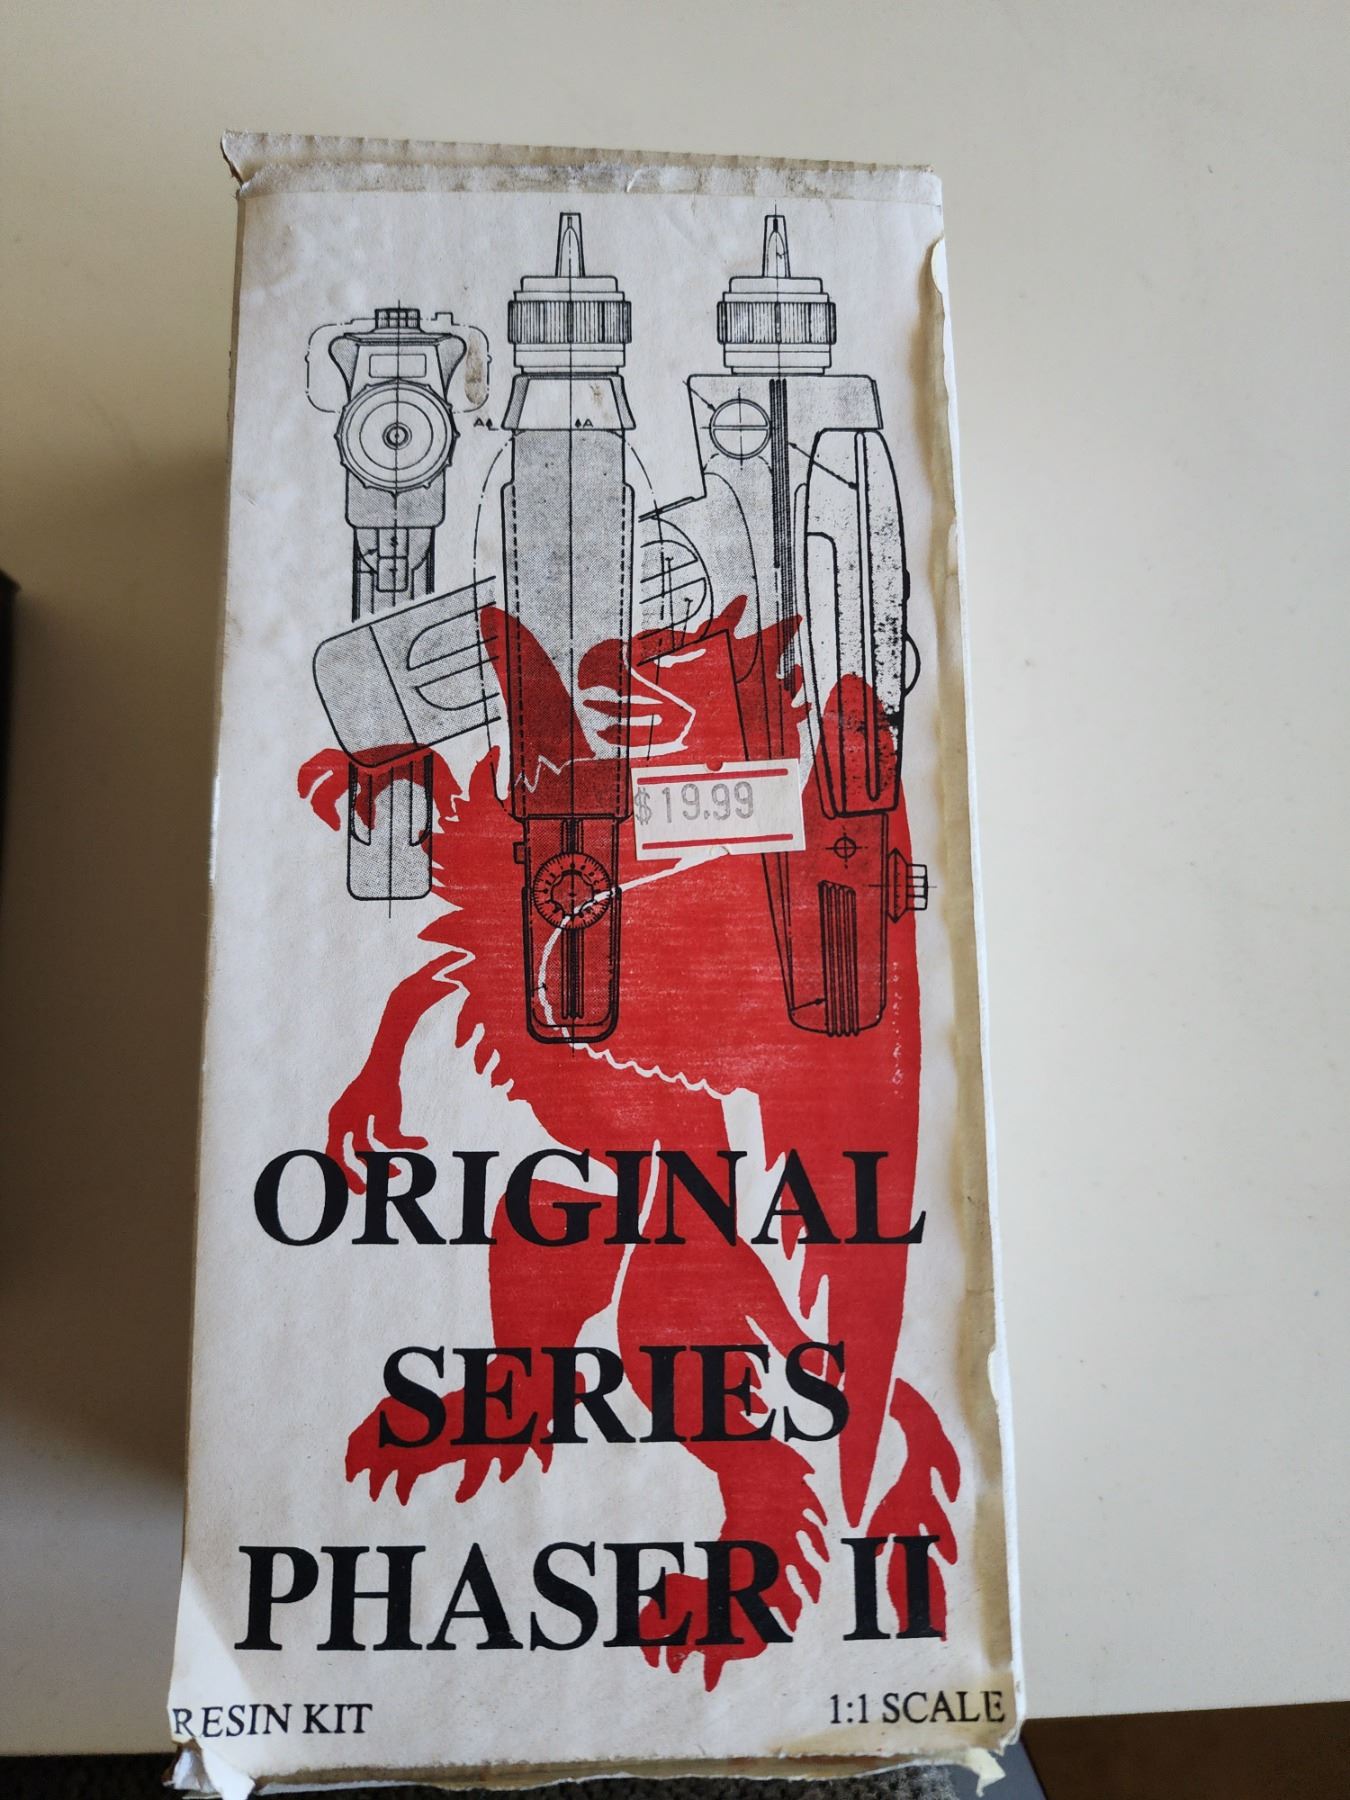 $19.99
ORIGINAL
SERIES
PHASER II
RESIN KIT
1:1 SCALE